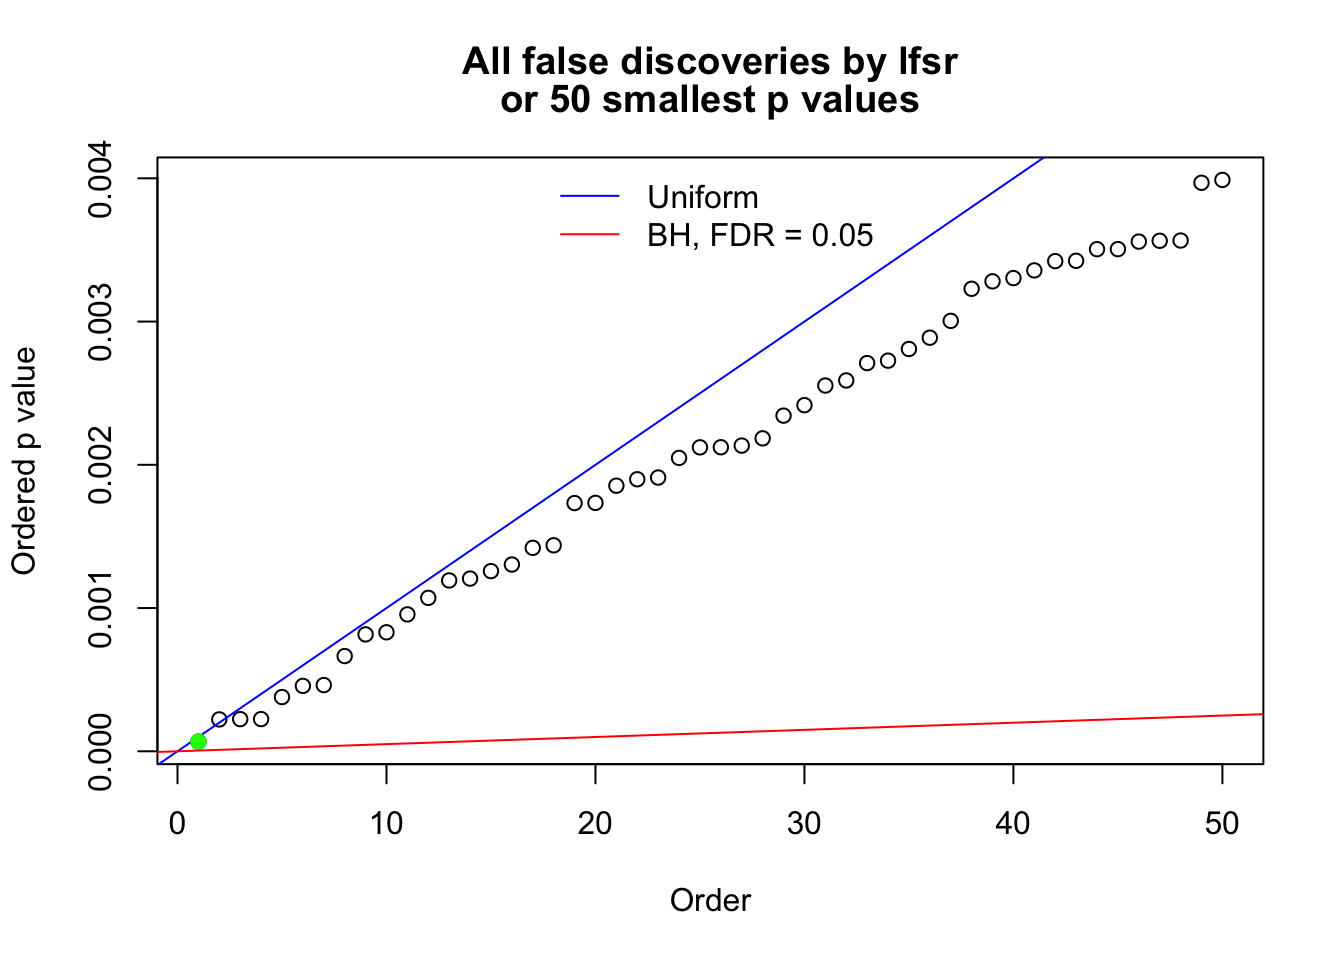 All false discoveries by lfsr
or 50 smallest p values
Uniform
BH, FDR = 0.05
Ordered p value
0.004
0.003
0.002
0.001
0.000
0 10 20 30 40 50
Order